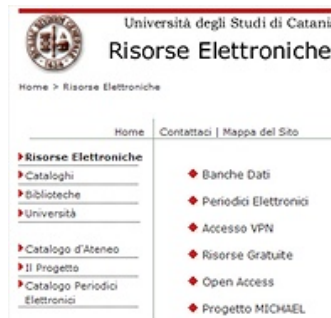 Università degli Studi di Catani
Risorse Elettroniche
Home > Risorse Elettroniche
Home | Contattaci | Mappa del Sito
Risorse Elettroniche
Cataloghi
Biblioteche
Università
Catalogo d'Ateneo
Il Progetto
Catalogo Periodici
Elettronici
Banche Dati
Periodici Elettronici
Accesso VPN
Risorse Gratuite
Open Access
Progetto MICHAEL